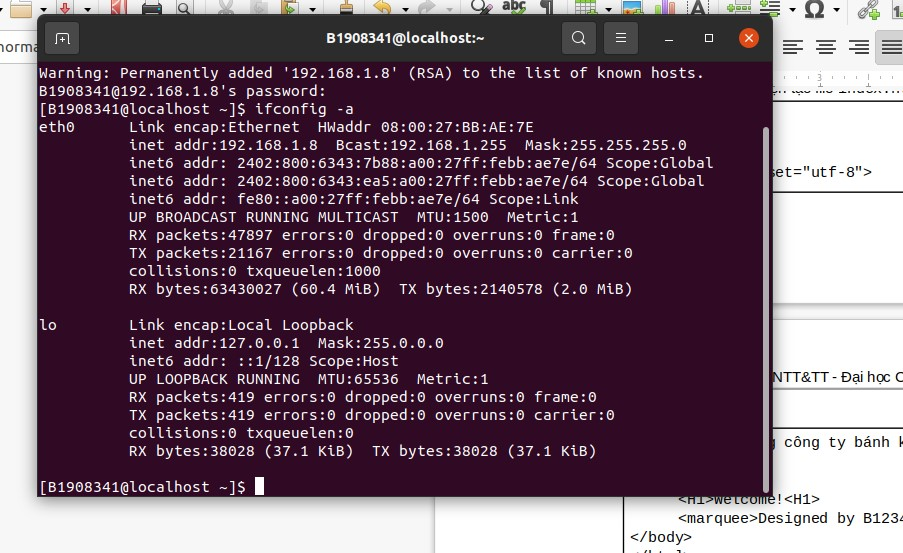 B1908341@localhost:~
Warning: Permanently added '192.168.1.8' (RSA) to the list of known hosts.
B1908341@192.168.1.8's password:
[B1908341@localhost ~]$ ifconfig -a
eth0      Link encap:Ethernet  HWaddr 08:00:27:BB:AE:7E
          inet addr:192.168.1.8  Bcast:192.168.1.255  Mask:255.255.255.0
          inet6 addr: 2402:800:6343:7b88:a00:27ff:febb:ae7e/64 Scope:Global
          inet6 addr: 2402:800:6343:ea5:a00:27ff:febb:ae7e/64 Scope:Global
          inet6 addr: fe80::a00:27ff:febb:ae7e/64 Scope:Link
          UP BROADCAST RUNNING MULTICAST  MTU:1500  Metric:1
          RX packets:47897 errors:0 dropped:0 overruns:0 frame:0
          TX packets:21167 errors:0 dropped:0 overruns:0 carrier:0
          collisions:0 txqueuelen:1000
          RX bytes:63430027 (60.4 MiB)  TX bytes:2140578 (2.0 MiB)
lo        Link encap:Local Loopback
          inet addr:127.0.0.1  Mask:255.0.0.0
          inet6 addr: ::1/128 Scope:Host
          UP LOOPBACK RUNNING  MTU:65536  Metric:1
          RX packets:419 errors:0 dropped:0 overruns:0 frame:0
          TX packets:419 errors:0 dropped:0 overruns:0 carrier:0
          collisions:0 txqueuelen:0
          RX bytes:38028 (37.1 KiB)  TX bytes:38028 (37.1 KiB)
[B1908341@localhost ~]$
abc
norma
3
set="utf-8">
NTT&TT - Đại học C
công ty bánh k
<H1>Welcome!<H1>
<marquee>Designed by B1234
</body>
</html>